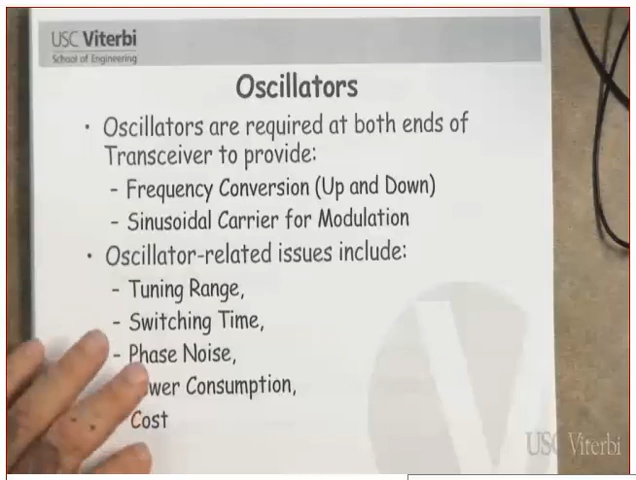 USC Viterbi
School of Engineering
Oscillators
• Oscillators are required at both ends of
Transceiver to provide:
- Frequency Conversion (Up and Down)
- Sinusoidal Carrier for Modulation
• Oscillator-related issues include:
- Tuning Range,
- Switching Time,
- Phase Noise,
Consumption,
Cost
USC Viterbi